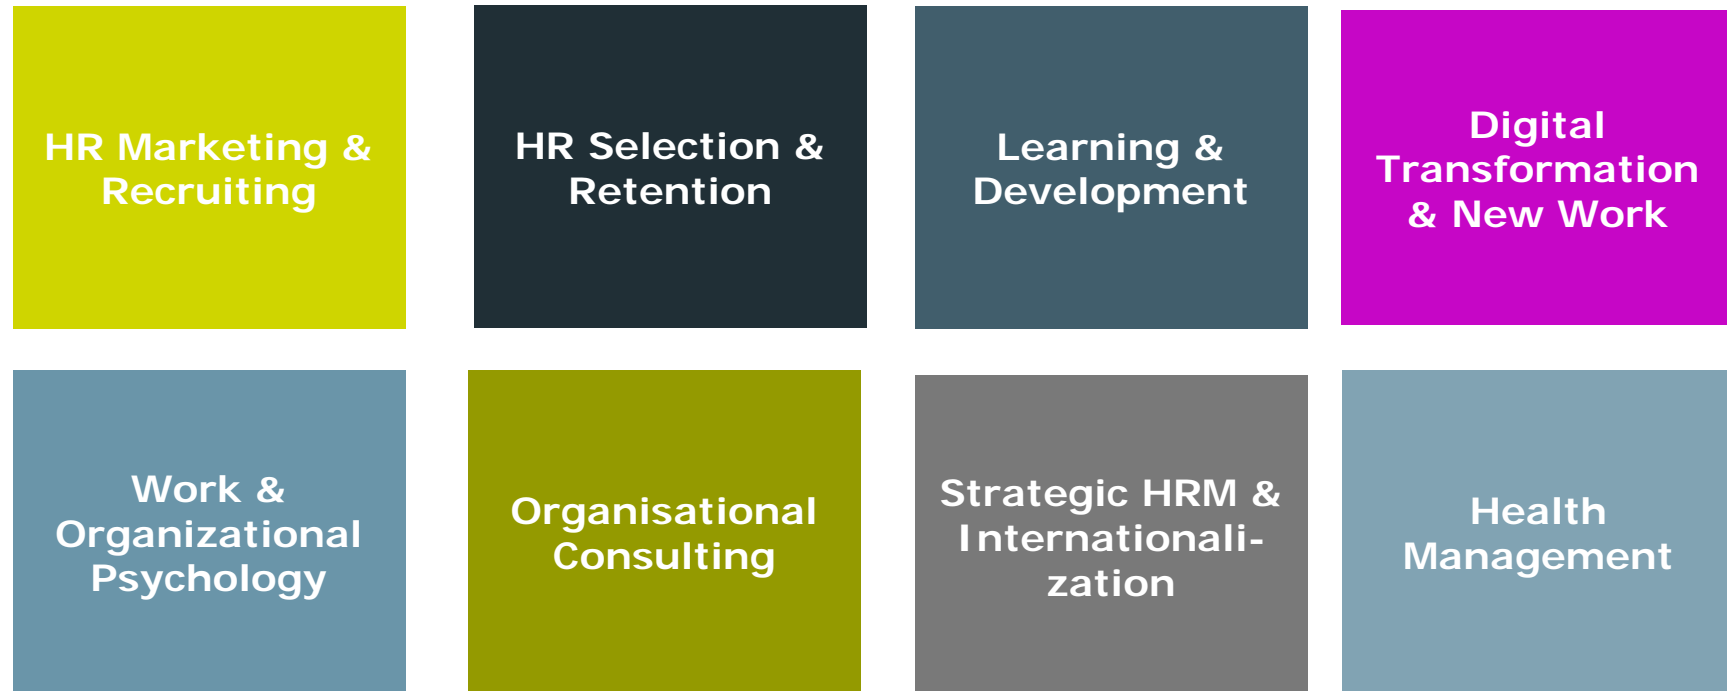 HR Marketing &
Recruiting
HR Selection &
Retention
Learning &
Development
Digital
Transformation
& New Work
Work &
Organizational
Psychology
Organisational
Consulting
Strategic HRM &
Internationali-
zation
Health
Management